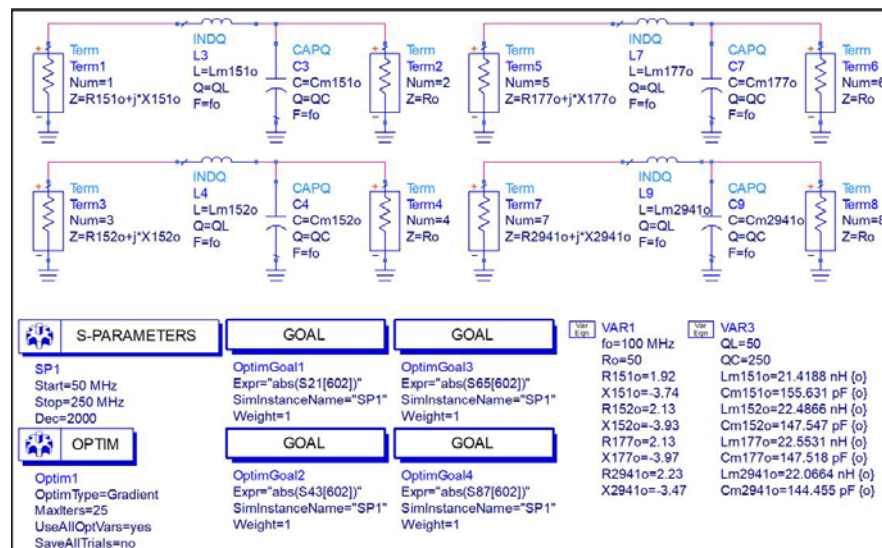 Term
Term1
Num=1
Z=R151o+j*X151o
INDQ
L3
L=Lm151o
Q=QL
F=fo
CAPQ
C3
C=Cm151o
Q=QC
F=fo
Term
Term2
Num=2
Z=Ro
Term
Term5
Num=5
Z=R177o+j*X177o
INDQ
L7
L=Lm177o
Q=QL
F=fo
CAPQ
C7
C=Cm177o
Q=QC
F=fo
Term
Term6
Num=6
Z=Ro
Term
Term3
Num=3
Z=R152o+j*X152o
INDQ
L4
L=Lm152o
Q=QL
F=fo
CAPQ
C4
C=Cm152o
Q=QC
F=fo
Term
Term4
Num=4
Z=Ro
Term
Term7
Num=7
Z=R2941o+j*X2941o
INDQ
L9
L=Lm2941o
Q=QL
F=fo
CAPQ
C9
C=Cm2941o
Q=QC
F=fo
Term
Term8
Num=8
Z=Ro
S-PARAMETERS
SP1
Start=50 MHz
Stop=250 MHz
Dec=2000
OPTIM
Optim1
OptimType=Gradient
MaxIters=25
UseAllOptVars=yes
SaveAllTrials=no
GOAL
OptimGoal1
Expr="abs(S21[602])"
SimInstanceName="SP1"
Weight=1
GOAL
OptimGoal3
Expr="abs(S65[602])"
SimInstanceName="SP1"
Weight=1
GOAL
OptimGoal2
Expr="abs(S43[602])"
SimInstanceName="SP1"
Weight=1
GOAL
OptimGoal4
Expr="abs(S87[602])"
SimInstanceName="SP1"
Weight=1
Var Eqn
VAR1
fo=100 MHz
Ro=50
R151o=1.92
X151o=-3.74
R152o=2.13
X152o=-3.93
R177o=2.13
X177o=-3.97
R2941o=2.23
X2941o=-3.47
Var Eqn
VAR3
QL=50
QC=250
Lm151o=21.4188 nH {o}
Cm151o=155.631 pF {o}
Lm152o=22.4866 nH {o}
Cm152o=147.547 pF {o}
Lm177o=22.5531 nH {o}
Cm177o=147.518 pF {o}
Lm2941o=22.0664 nH {o}
Cm2941o=144.455 pF {o}